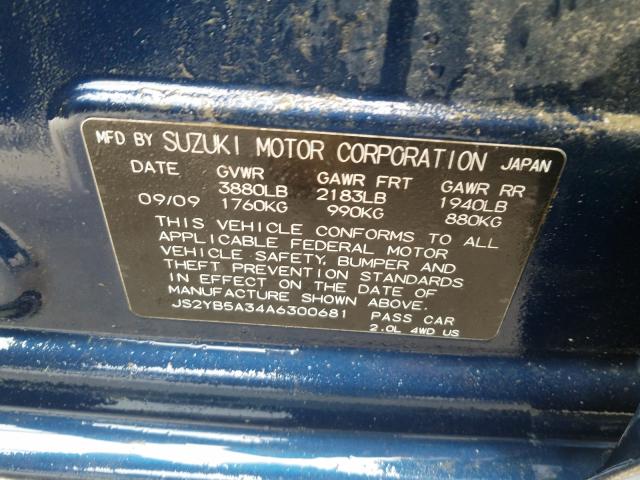 MFD BY SUZUKI MOTOR CORPORATION JAPAN
DATE GVWR GAWR FRT GAWR RR
3880LB 2183LB 1940LB
09/09 1760KG 990KG 880KG
THIS VEHICLE CONFORMS TO ALL
APPLICABLE FEDERAL MOTOR
VEHICLE SAFETY, BUMPER AND
THEFT PREVENTION STANDARDS
IN EFFECT ON THE DATE OF
MANUFACTURE SHOWN ABOVE.
JS2YB5A34A6300681 PASS CAR
2.0L 4WD US